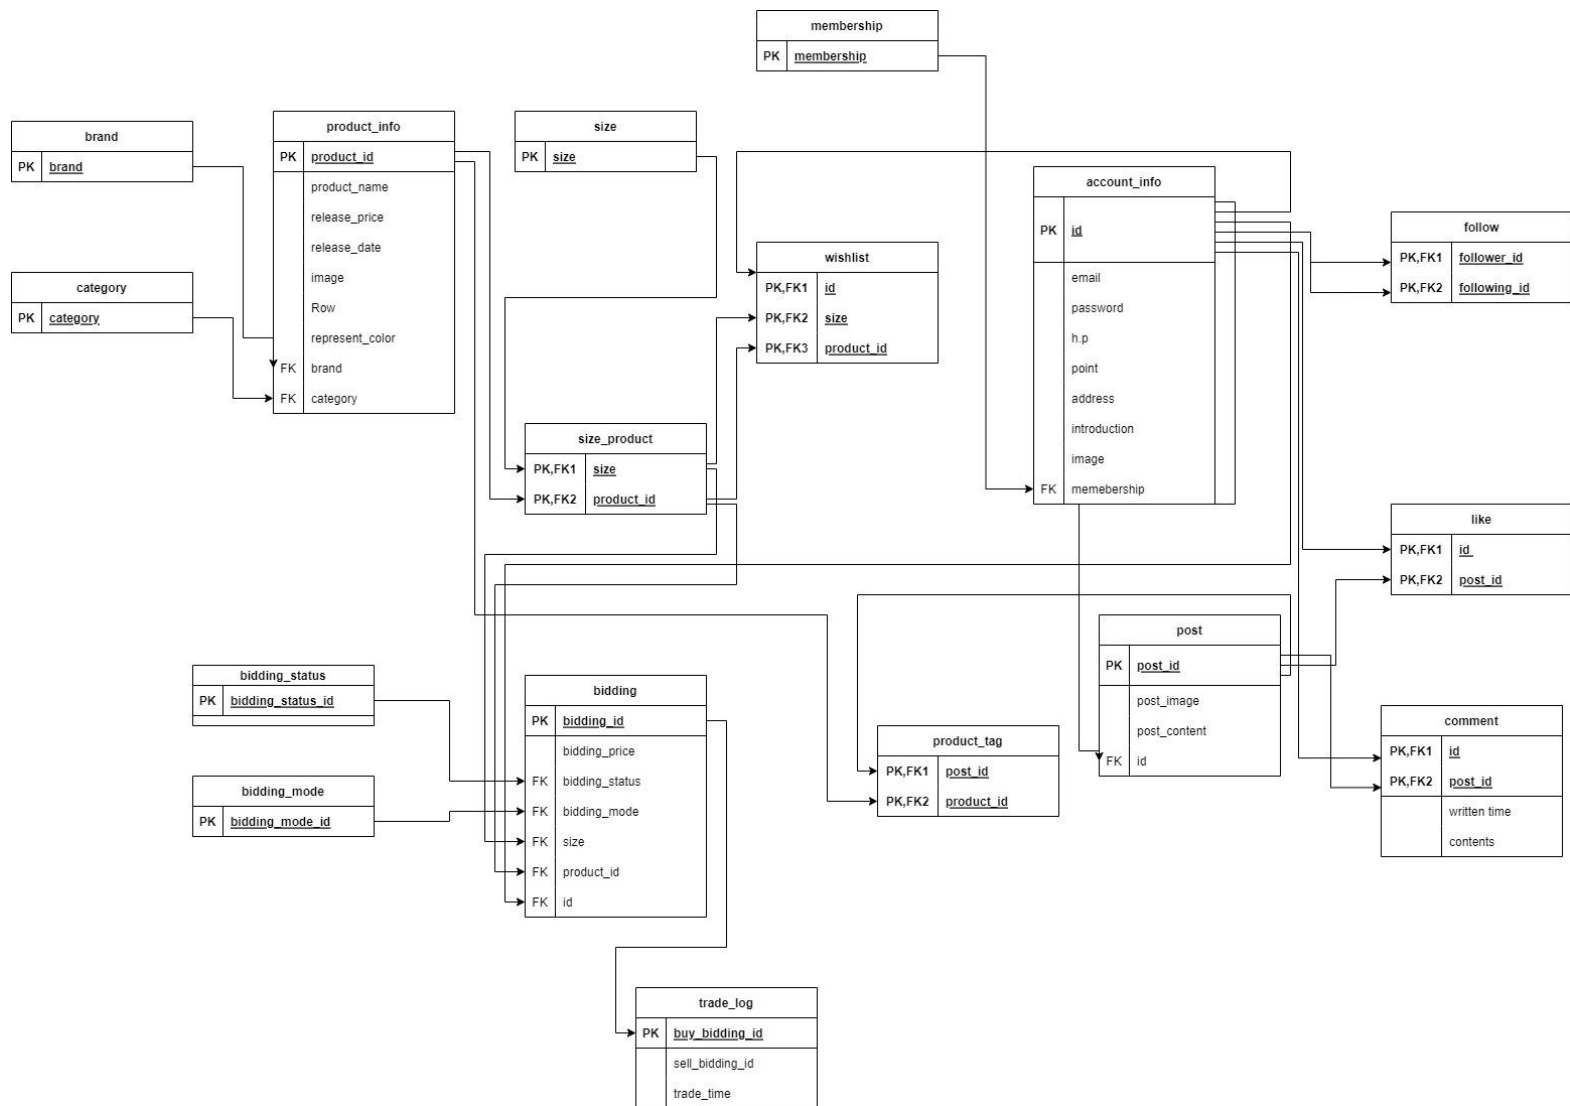 membership
PK membership
brand
PK brand
product_info
PK product_id
product_name
release_price
release_date
image
Row
represent_color
FK brand
FK category
size
PK size
account_info
PK id
email
password
h.p
point
address
introduction
image
FK memebership
follow
PK,FK1 follower_id
PK,FK2 following_id
category
PK category
wishlist
PK,FK1 id
PK,FK2 size
PK,FK3 product_id
size_product
PK,FK1 size
PK,FK2 product_id
like
PK,FK1 id
PK,FK2 post_id
post
PK post_id
post_image
post_content
FK id
bidding_status
PK bidding_status_id
bidding
PK bidding_id
bidding_price
FK bidding_status
FK bidding_mode
FK size
FK product_id
FK id
bidding_mode
PK bidding_mode_id
product_tag
PK,FK1 post_id
PK,FK2 product_id
comment
PK,FK1 id
PK,FK2 post_id
written time
contents
trade_log
PK buy_bidding_id
sell_bidding_id
trade_time